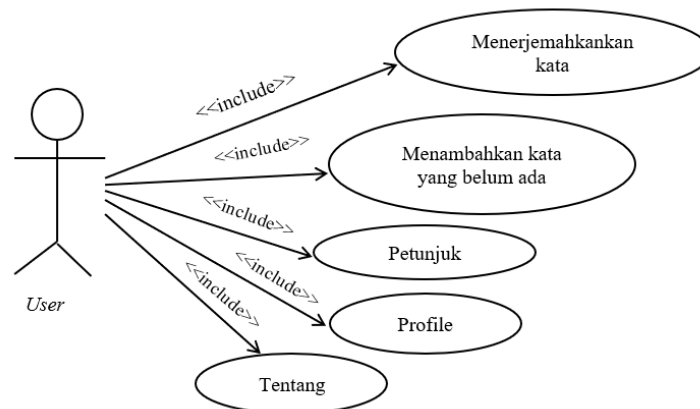 Menerjemahkankan
kata
<<include>>
<<include>>
Menambahkan kata
yang belum ada
<<include>>
Petunjuk
<<include>>
<<include>>
User
Profile
Tentang